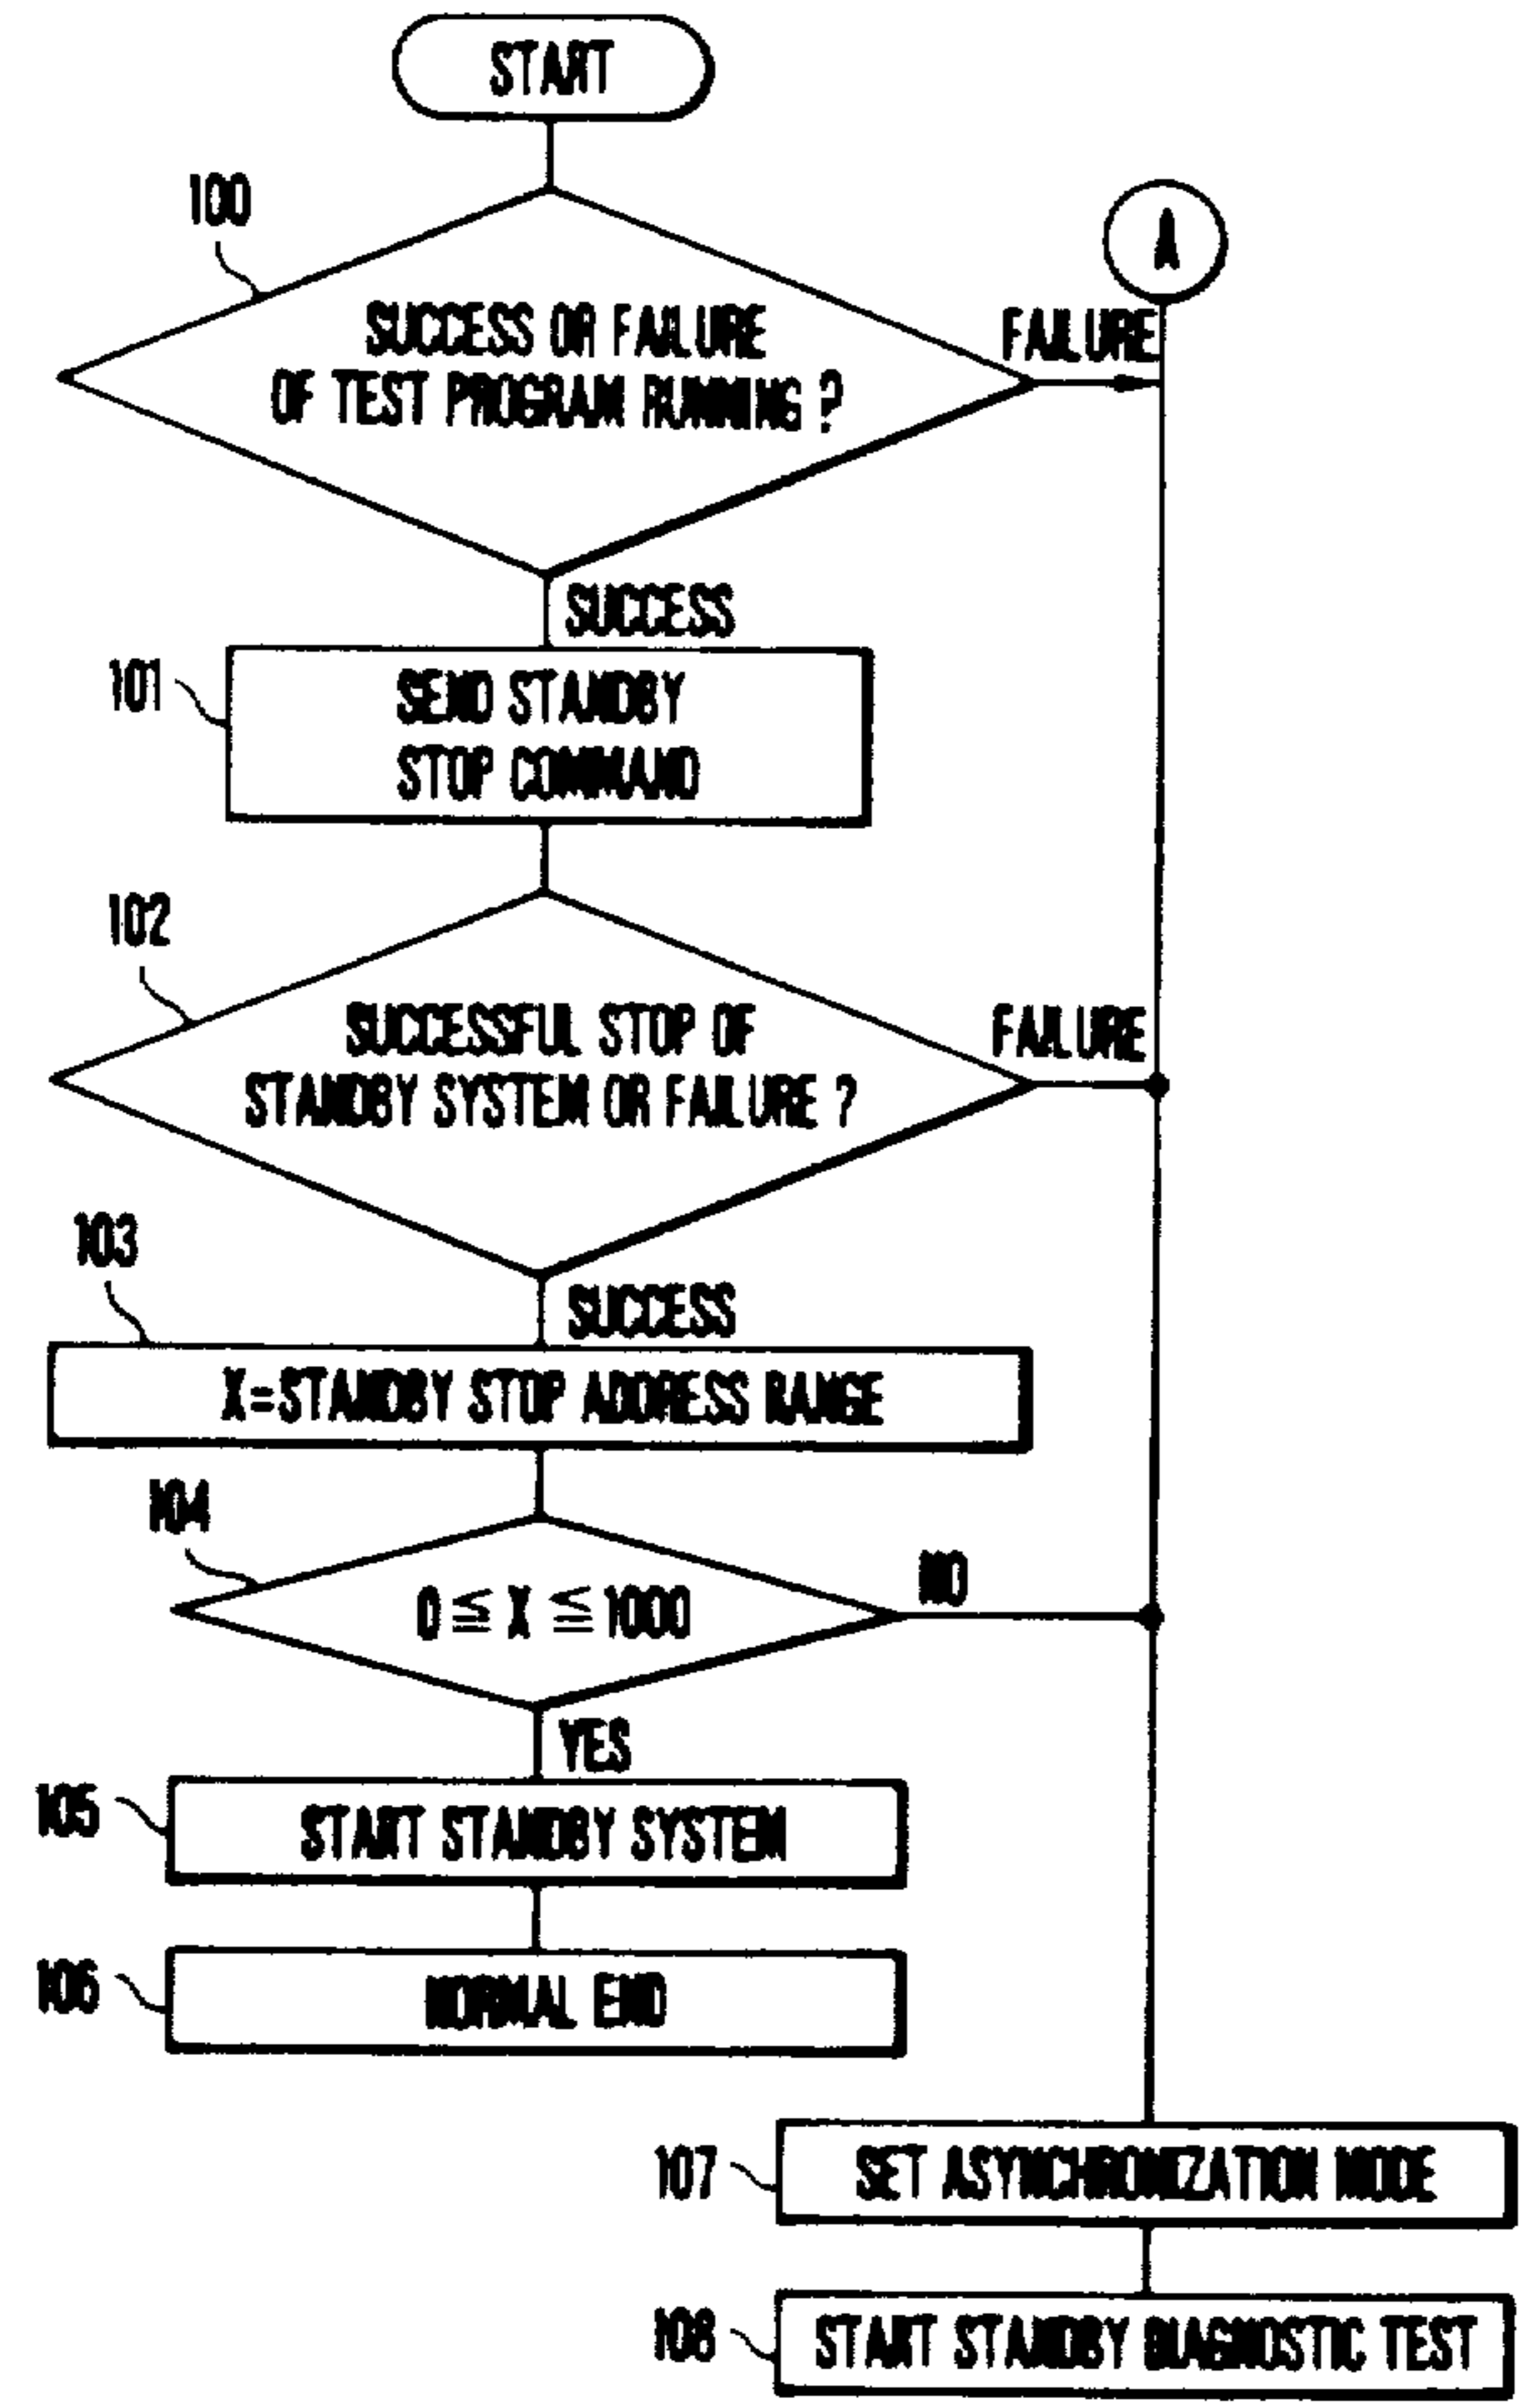 START
100
A
SUCCESS OR FAILURE
OF TEST PROGRAM RUNNING ?
FAILURE
SUCCESS
101
SEND STANDBY
STOP COMMAND
102
SUCCESSFUL STOP OF
STANDBY SYSTEM OR FAILURE ?
FAILURE
103
SUCCESS
X=STANDBY STOP ADDRESS RANGE
104
NO
0 ≦ X ≦ 1000
YES
105
START STANDBY SYSTEM
106
NORMAL END
107
SET ASYNCHRONIZATION MODE
108
START STANDBY DIAGNOSTIC TEST